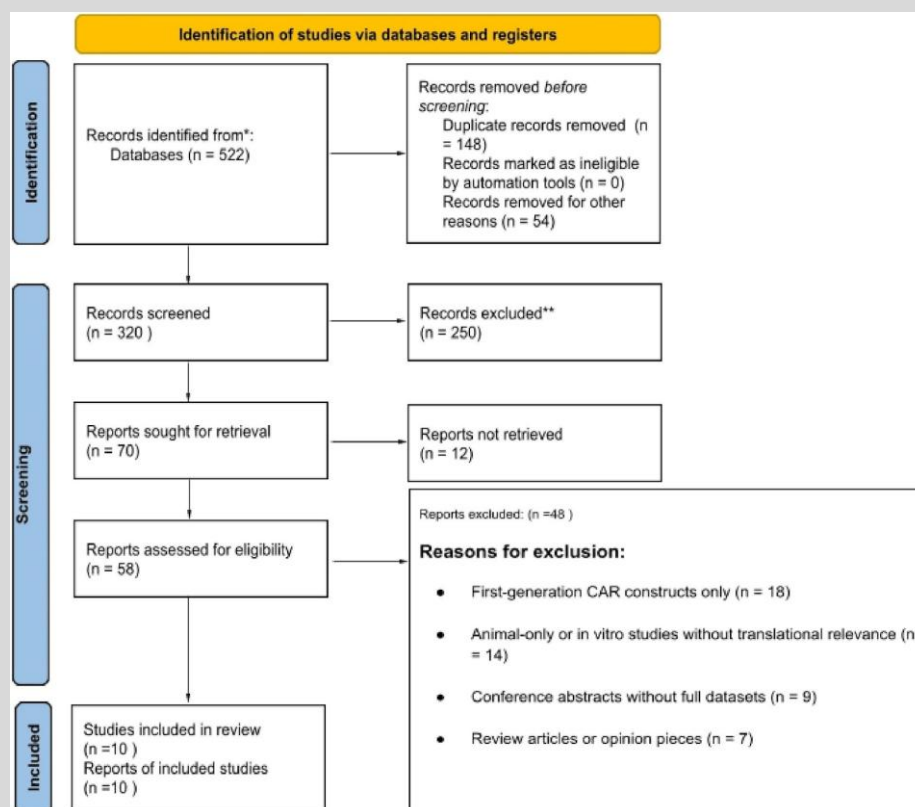 Identification of studies via databases and registers
Identification
Records identified from*:
Databases (n = 522)
Records removed before
screening:
Duplicate records removed (n
= 148)
Records marked as ineligible
by automation tools (n = 0)
Records removed for other
reasons (n = 54)
Screening
Records screened
(n = 320 )
Records excluded**
(n = 250)
Reports sought for retrieval
(n = 70)
Reports not retrieved
(n = 12)
Reports assessed for eligibility
(n = 58)
Reports excluded: (n =48 )
Reasons for exclusion:
• First-generation CAR constructs only (n = 18)
• Animal-only or in vitro studies without translational relevance (n
= 14)
• Conference abstracts without full datasets (n = 9)
• Review articles or opinion pieces (n = 7)
Included
Studies included in review
(n =10 )
Reports of included studies
(n =10 )